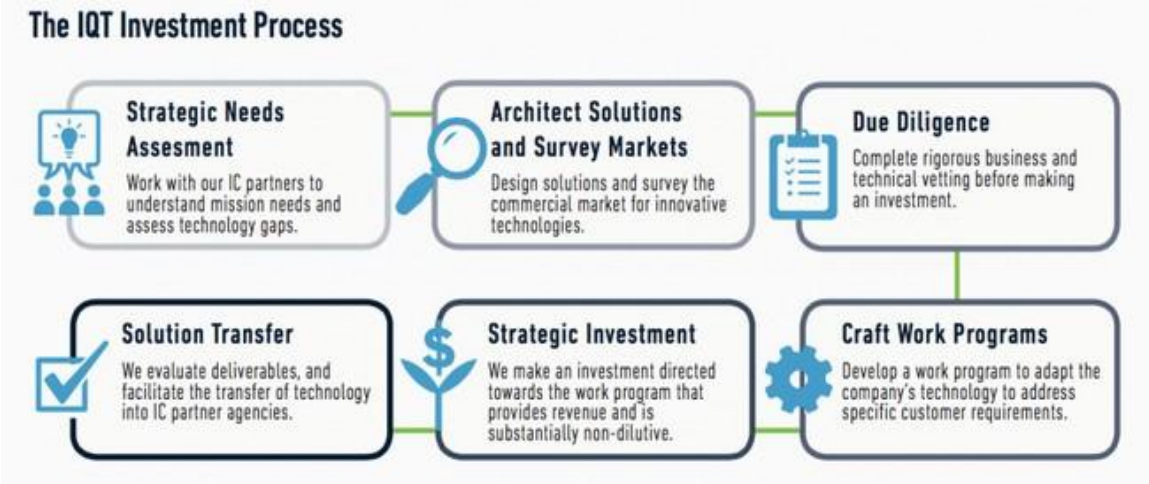 The IQT Investment Process
Strategic Needs
Assesment
Work with our IC partners to
understand mission needs and
assess technology gaps.
Architect Solutions
and Survey Markets
Design solutions and survey the
commercial market for innovative
technologies.
Due Diligence
Complete rigorous business and
technical vetting before making
an investment.
Solution Transfer
We evaluate deliverables, and
facilitate the transfer of technology
into IC partner agencies.
$
Strategic Investment
We make an investment directed
towards the work program that
provides revenue and is
substantially non-dilutive.
Craft Work Programs
Develop a work program to adapt the
company's technology to address
specific customer requirements.